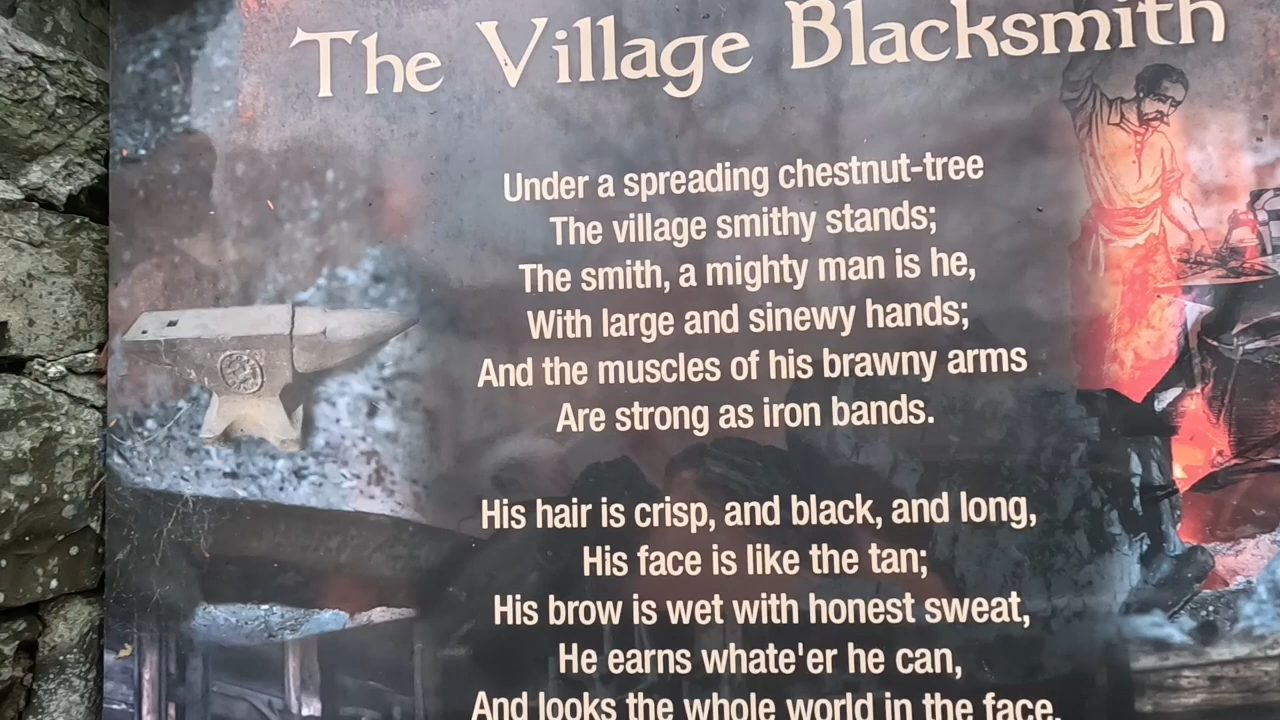 The Village Blacksmith
Under a spreading chestnut-tree
The village smithy stands;
The smith, a mighty man is he,
With large and sinewy hands;
And the muscles of his brawny arms
Are strong as iron bands.
His hair is crisp, and black, and long,
His face is like the tan;
His brow is wet with honest sweat,
He earns whate'er he can,
And looks the whole world in the face,